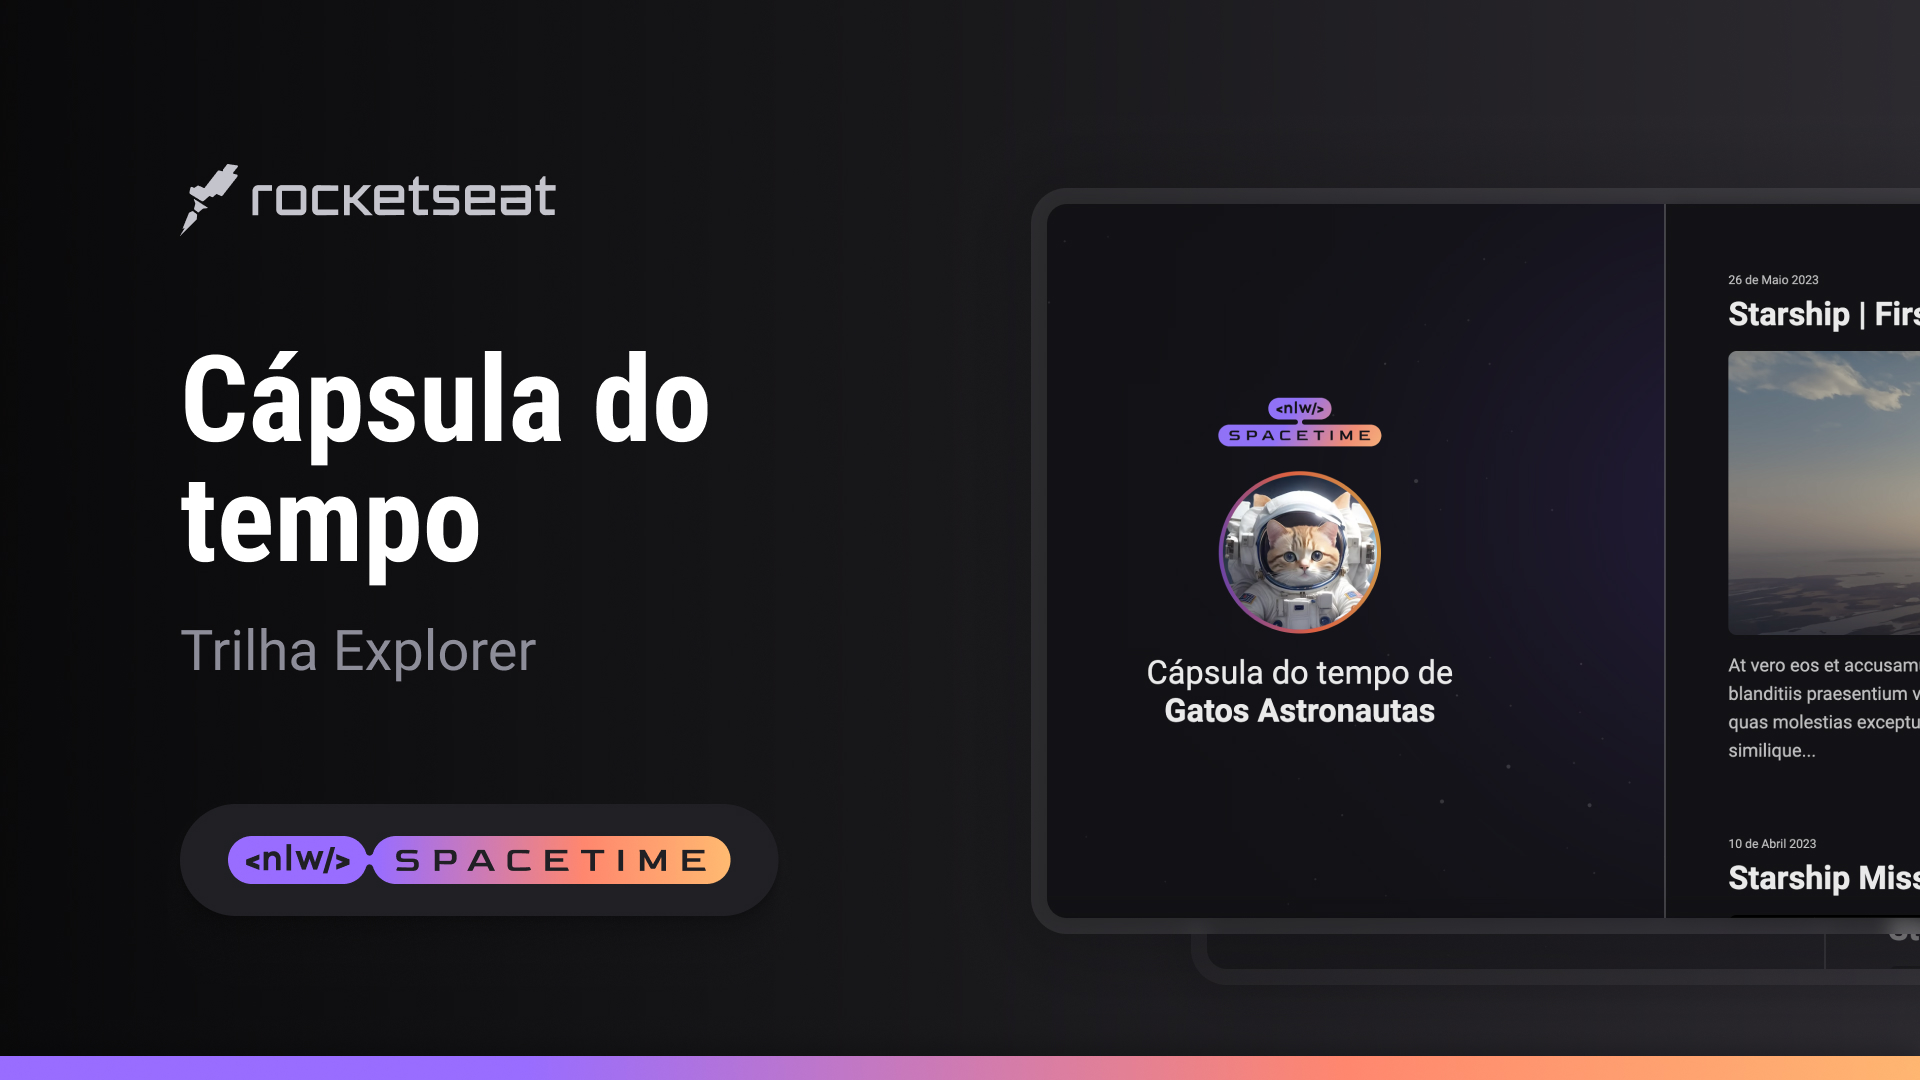 rocketseat
Cápsula do
tempo
Trilha Explorer
<nlw/> SPACETIME
<nlw/>
SPACETIME
Cápsula do tempo de
Gatos Astronautas
26 de Maio 2023
Starship | Firs
At vero eos et accusamu
blanditiis praesentium v
quas molestias exceptu
similique...
10 de Abril 2023
Starship Miss